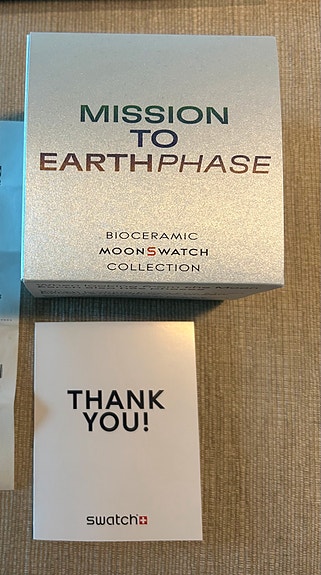 MISSION
TO
EARTHPHASE
BIOCERAMIC
MOONSWATCH
COLLECTION
THANK
YOU!
swatch